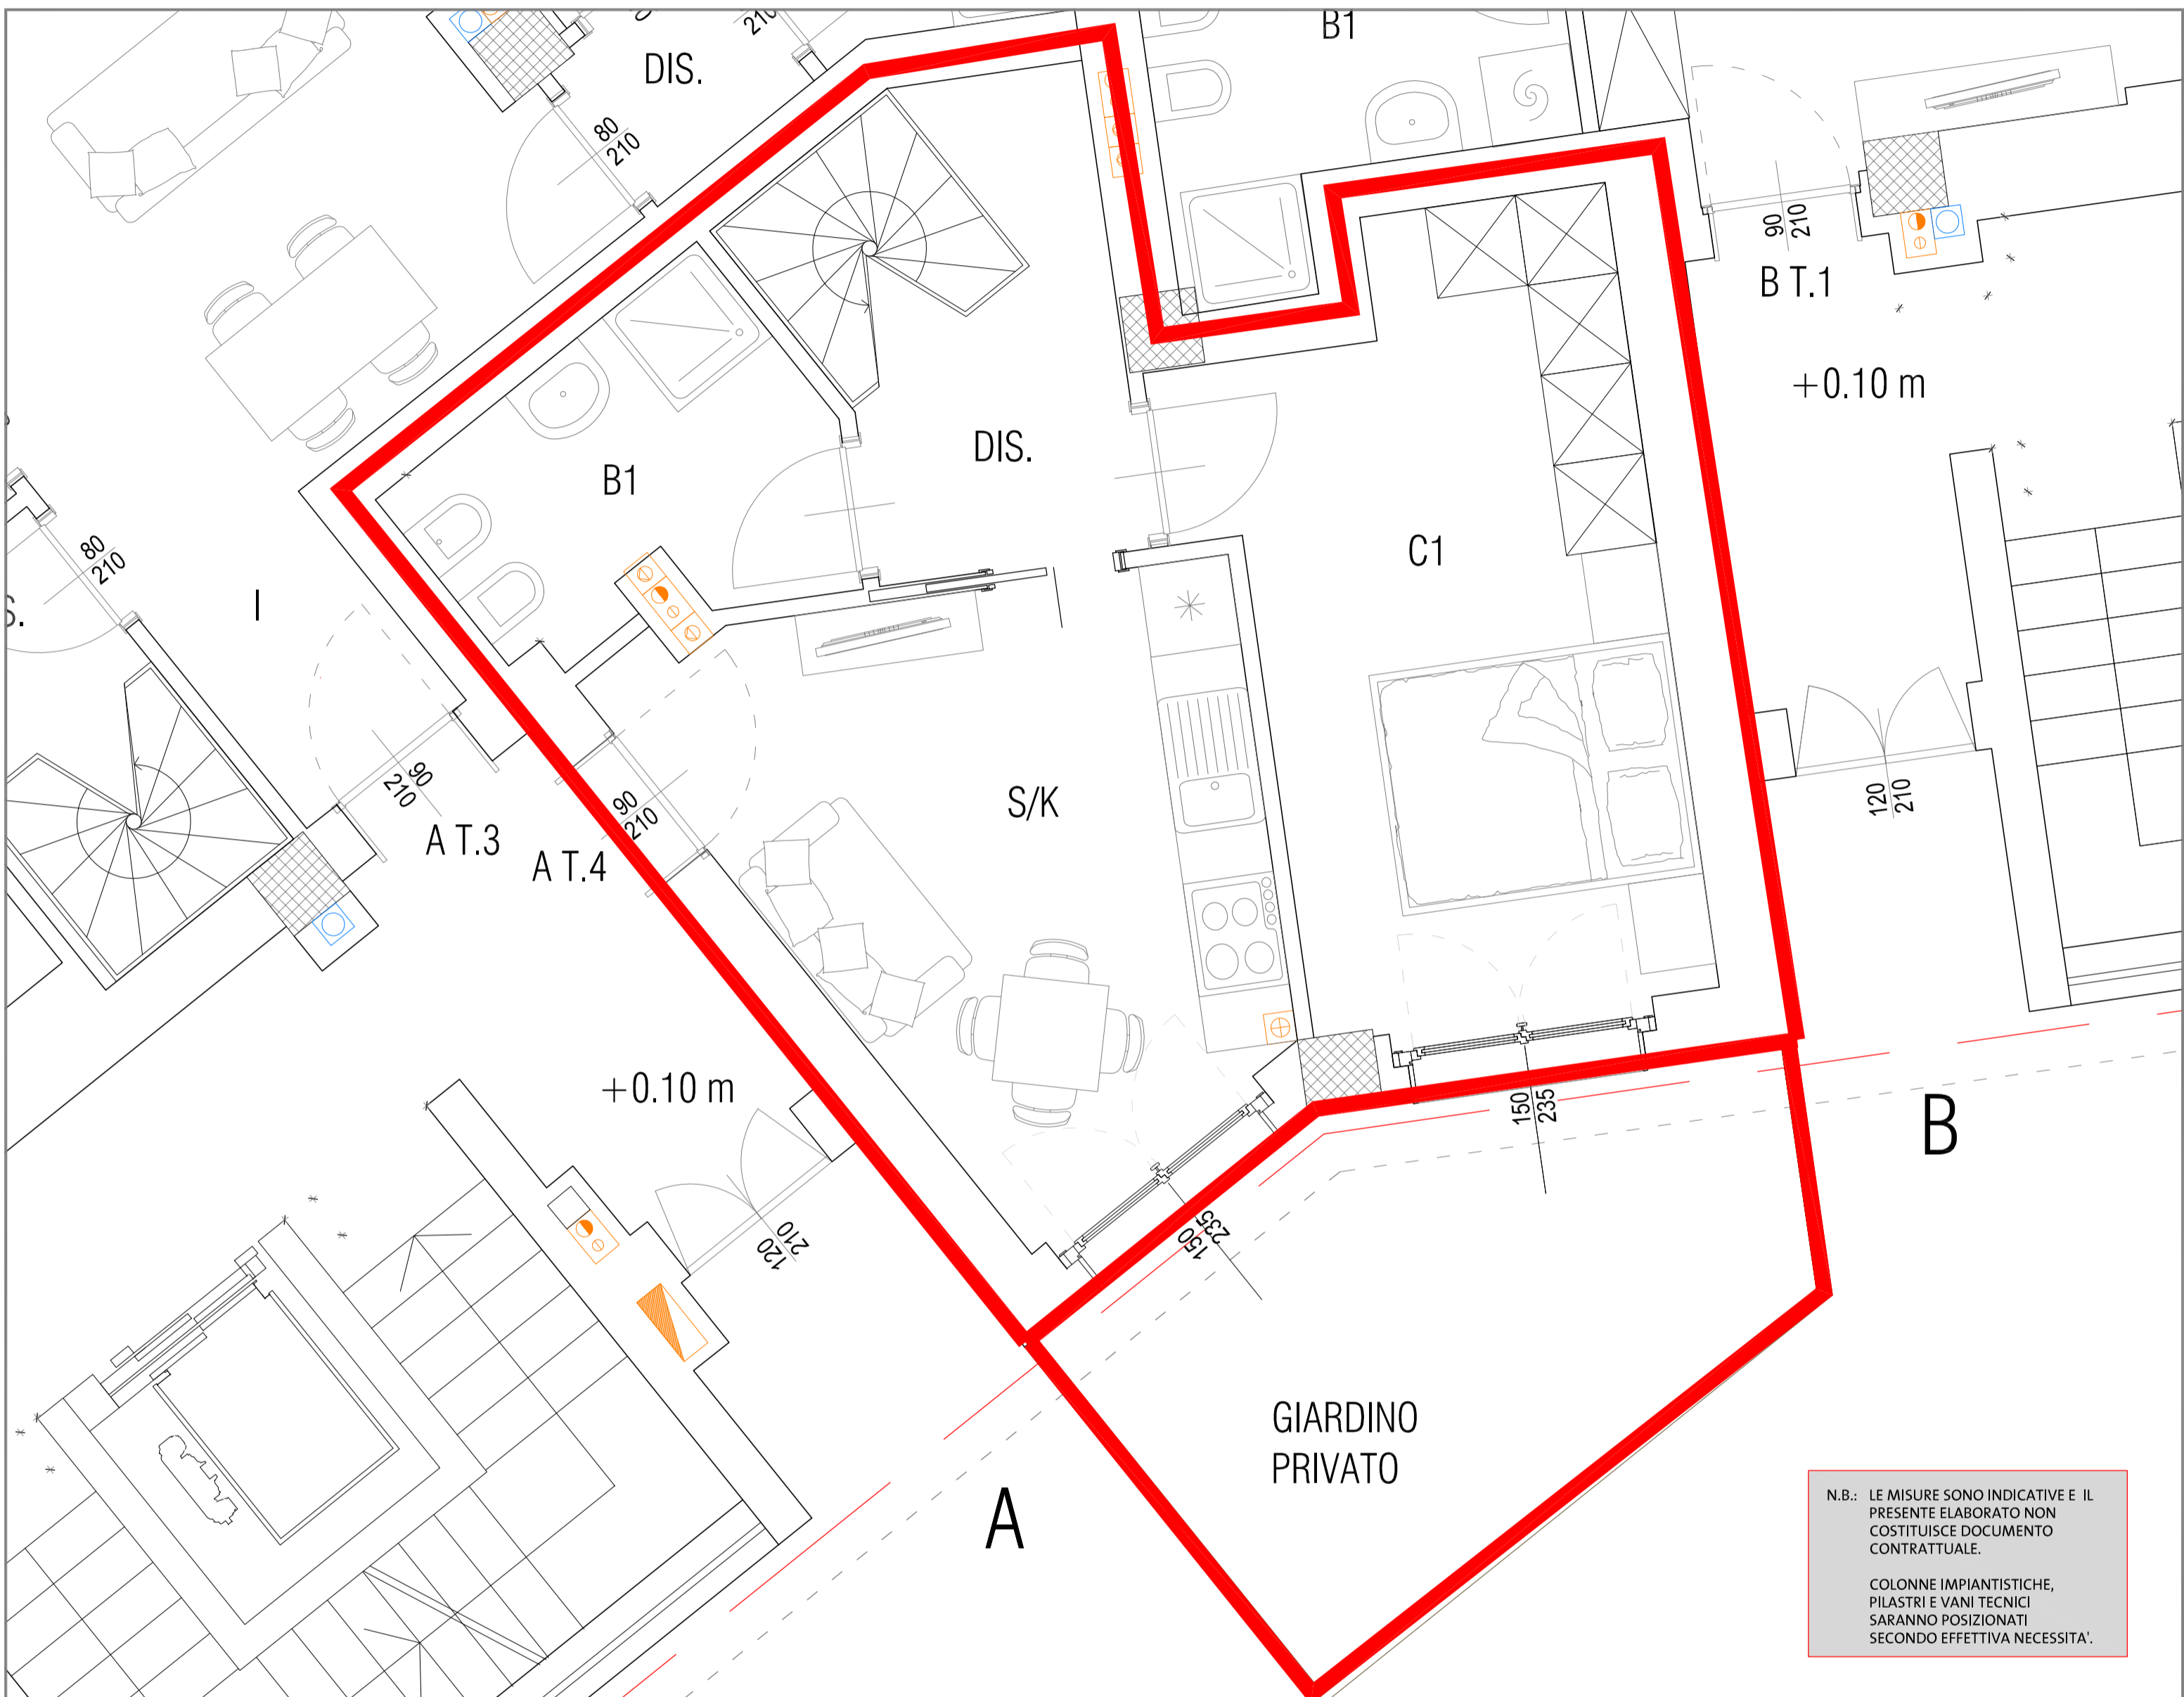 B1
DIS.
210
80
210
90
210
B T.1
+0.10 m
DIS.
B1
C1
80
210
S.
I
90
210
A T.3
90
210
A T.4
S/K
120
210
+0.10 m
120
210
150
235
150
235
B
A
GIARDINO
PRIVATO
N.B.: LE MISURE SONO INDICATIVE E IL
PRESENTE ELABORATO NON
COSTITUISCE DOCUMENTO
CONTRATTUALE.
COLONNE IMPIANTISTICHE,
PILASTRI E VANI TECNICI
SARANNO POSIZIONATI
SECONDO EFFETTIVA NECESSITA'.